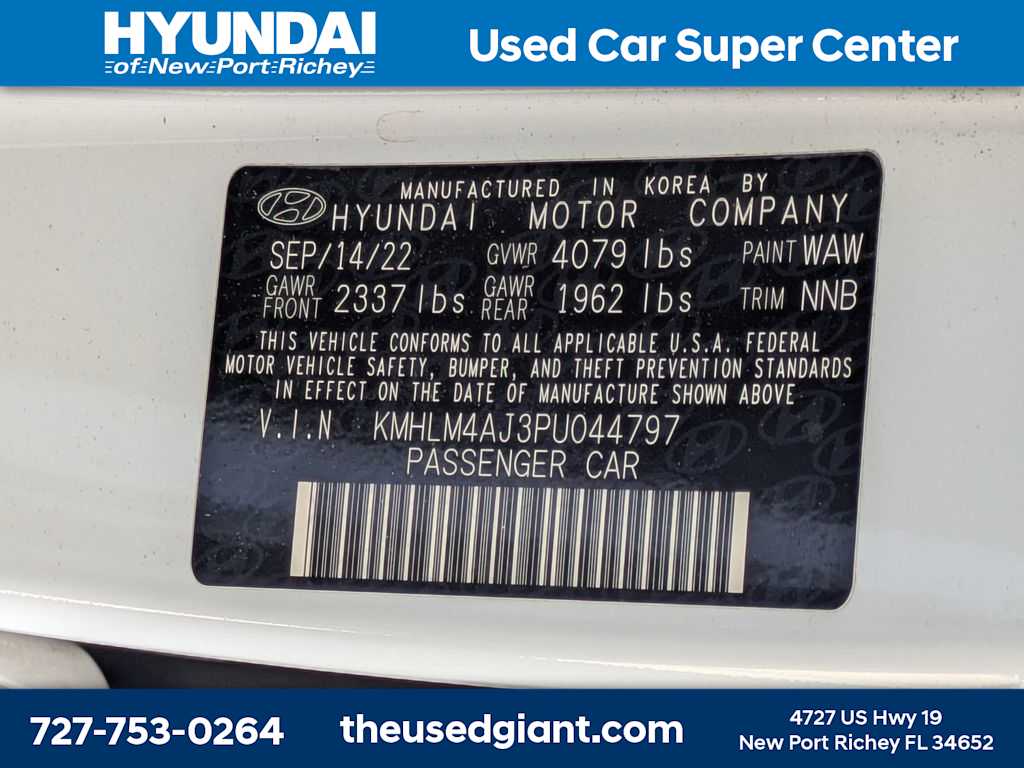 HYUNDAI
of New Port Richey
Used Car Super Center
MANUFACTURED IN KOREA BY
HYUNDAI MOTOR COMPANY
SEP/14/22 GVWR 4079 lbs PAINT WAW
GAWR FRONT 2337 lbs GAWR REAR 1962 lbs TRIM NNB
THIS VEHICLE CONFORMS TO ALL APPLICABLE U.S.A. FEDERAL
MOTOR VEHICLE SAFETY, BUMPER, AND THEFT PREVENTION STANDARDS
IN EFFECT ON THE DATE OF MANUFACTURE SHOWN ABOVE
V.I.N KMHLM4AJ3PU044797
PASSENGER CAR
727-753-0264
theusedgiant.com
4727 US Hwy 19
New Port Richey FL 34652